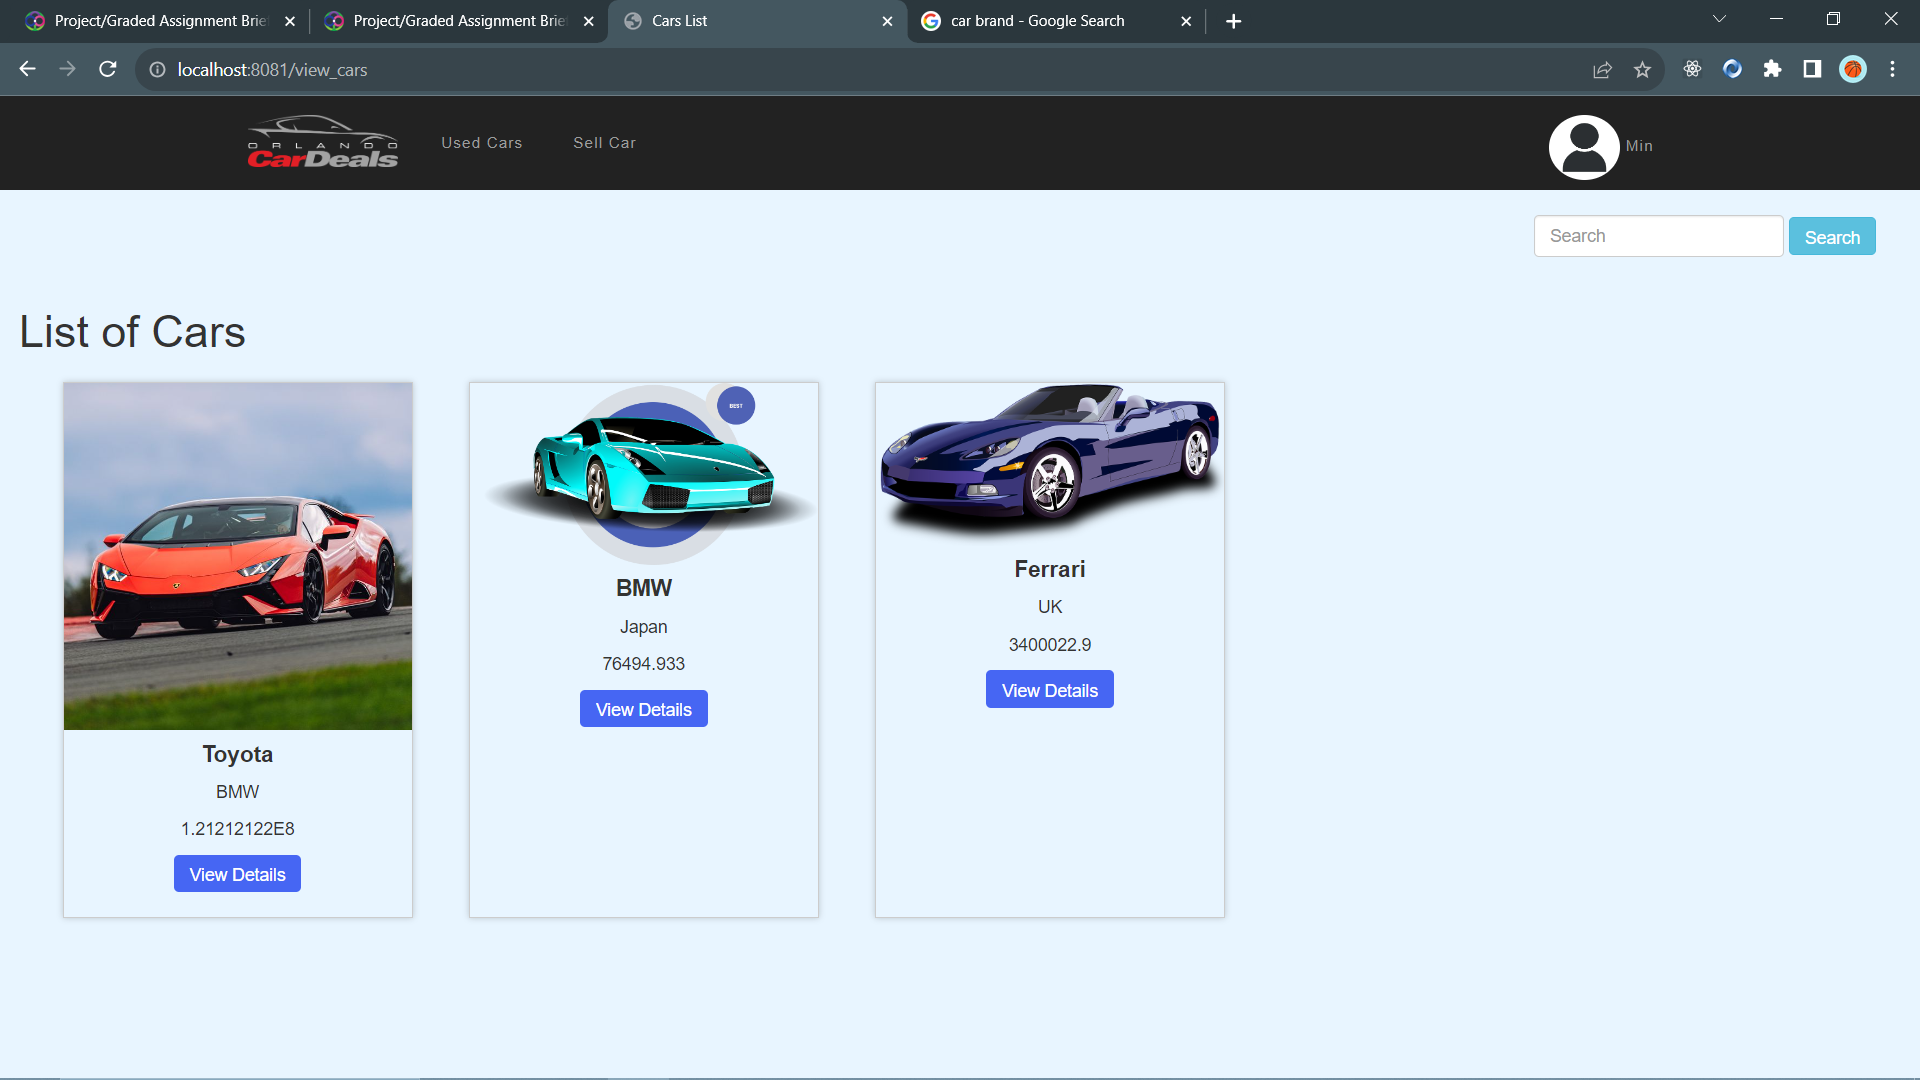 Project/Graded Assignment Brie
Project/Graded Assignment Brie
Cars List
car brand - Google Search
localhost:8081/view_cars
ORLANDO
CarDeals
Used Cars
Sell Car
Min
Search
Search
List of Cars
BEST
Toyota
BMW
1.21212122E8
View Details
BMW
Japan
76494.933
View Details
Ferrari
UK
3400022.9
View Details